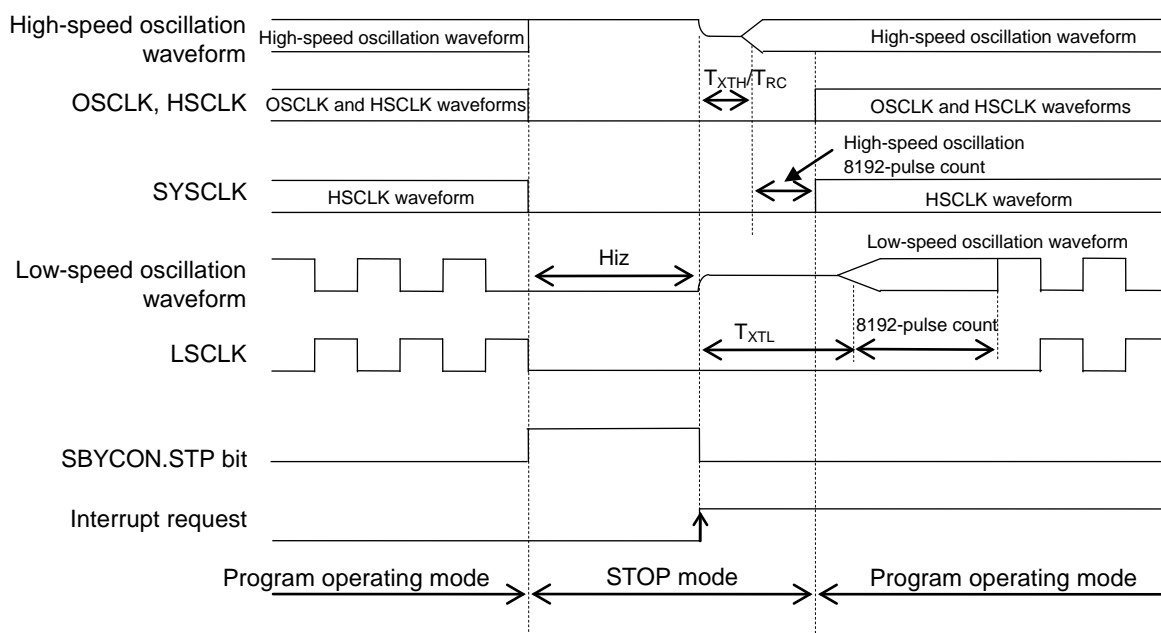 High-speed oscillation
waveform
High-speed oscillation waveform
High-speed oscillation waveform
TXTH/TRC
OSCLK, HSCLK
OSCLK and HSCLK waveforms
OSCLK and HSCLK waveforms
High-speed oscillation
8192-pulse count
SYSCLK
HSCLK waveform
HSCLK waveform
Low-speed oscillation waveform
Low-speed oscillation
waveform
Hiz
8192-pulse count
TXTL
LSCLK
SBYCON.STP bit
Interrupt request
Program operating mode
STOP mode
Program operating mode